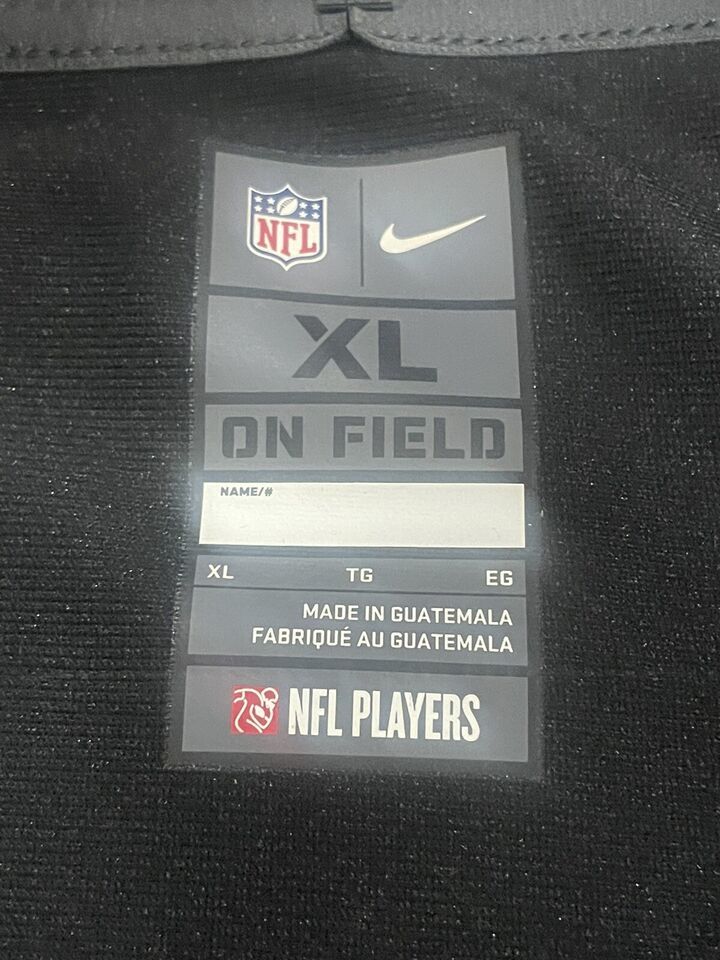 NFL
XL
ON FIELD
NAME/#
XL TG EG
MADE IN GUATEMALA
FABRIQUÉ AU GUATEMALA
NFL PLAYERS